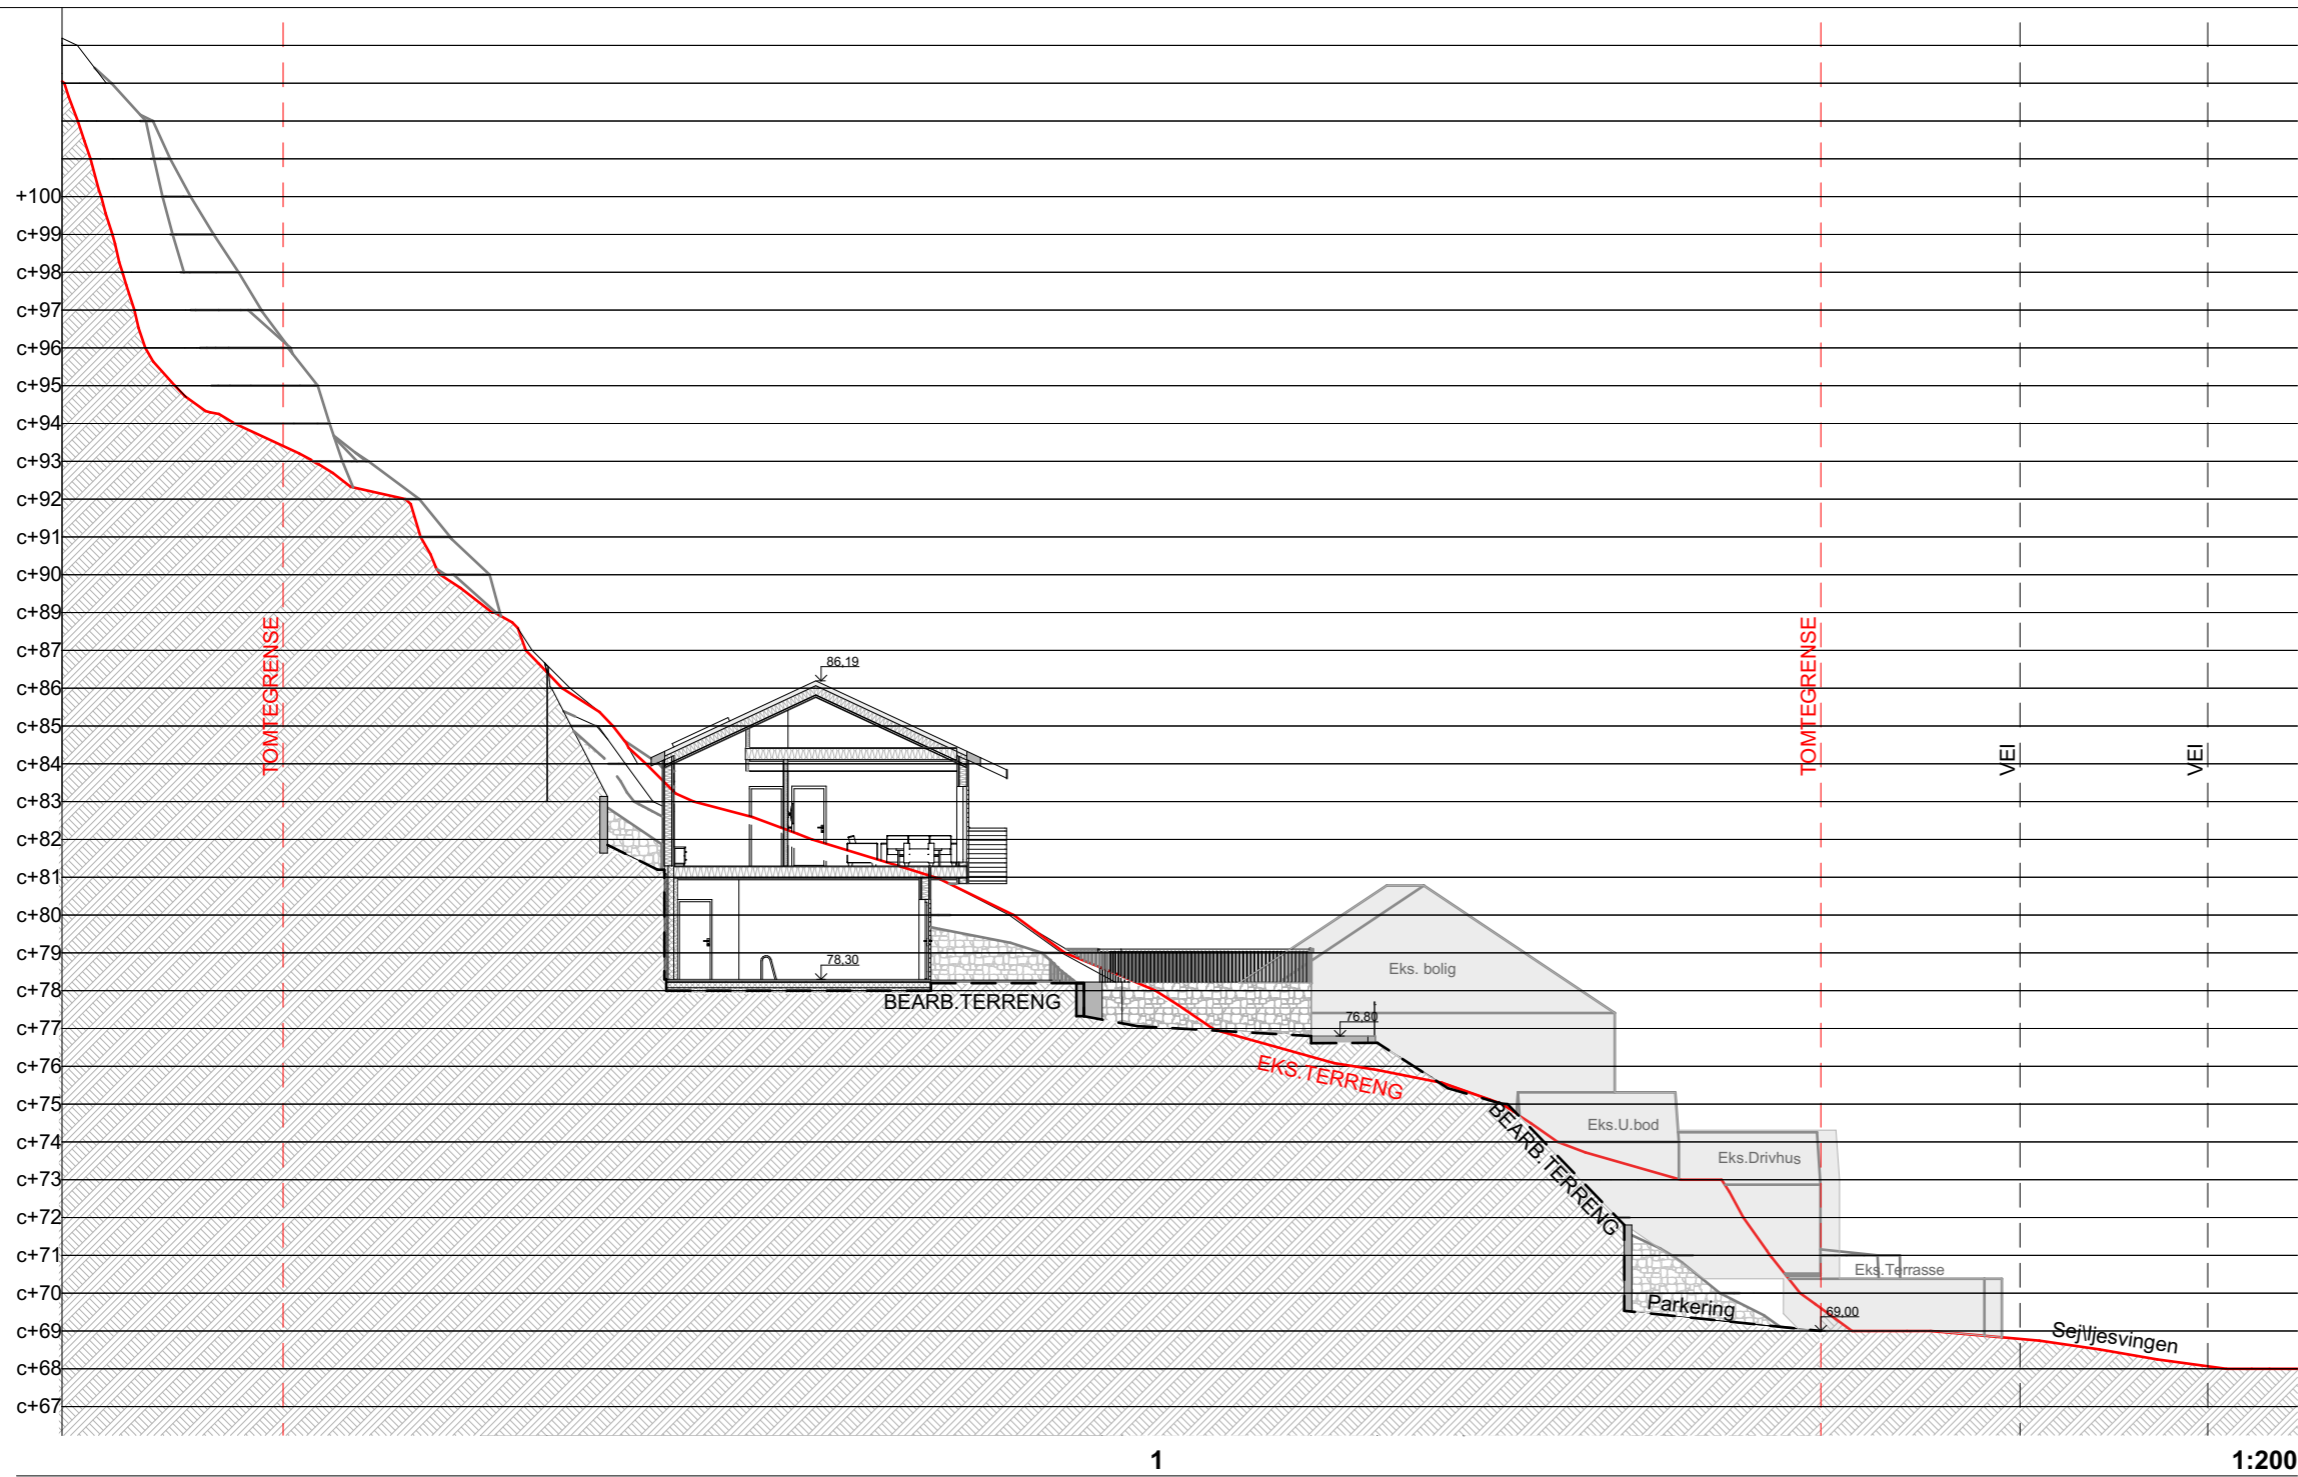 +100
c+99
c+98
c+97
c+96
c+95
c+94
c+93
c+92
c+91
c+90
c+89
c+87
c+86
c+85
c+84
c+83
c+82
c+81
c+80
c+79
c+78
c+77
c+76
c+75
c+74
c+73
c+72
c+71
c+70
c+69
c+68
c+67
TOMTEGRENSE
86,19
78,30
BEARB.TERRENG
76,80
EKS.TERRENG
Eks. bolig
BEARB.TERRENG
Eks.U.bod
Eks.Drivhus
Eks.Terrasse
Parkering
69,00
TOMTEGRENSE
VEI
VEI
Sej\ljesvingen
1
1:200